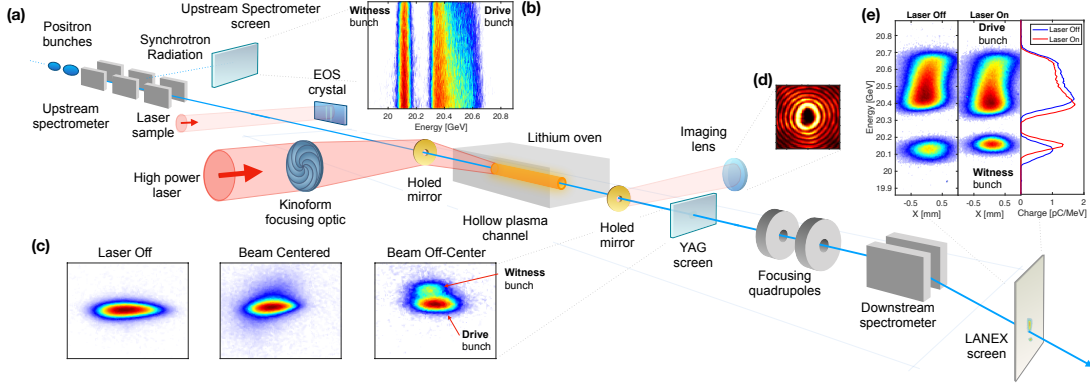 (a)
Positron
bunches
Upstream
spectrometer
Synchrotron
Radiation
Upstream Spectrometer
screen
Laser
sample
EOS
crystal
High power
laser
Kinoform
focusing optic
Holed
mirror
Lithium oven
Hollow plasma
channel
Holed
mirror
Imaging
lens
YAG
screen
Focusing
quadrupoles
Downstream
spectrometer
LANEX
screen
(b)
Witness
bunch
Drive
bunch
20 20.2 20.4 20.6 20.8
Energy [GeV]
(c)
Laser Off
Beam Centered
Beam Off-Center
Witness
bunch
Drive
bunch
(d)
(e)
Laser Off
Laser On
Drive
bunch
Witness
bunch
Laser Off
Laser On
Energy [GeV]
20.8
20.7
20.6
20.5
20.4
20.3
20.2
20.1
20
19.9
-0.5 0.5
X [mm]
-0.5 0.5
X [mm]
0 1 2
Charge [pC/MeV]